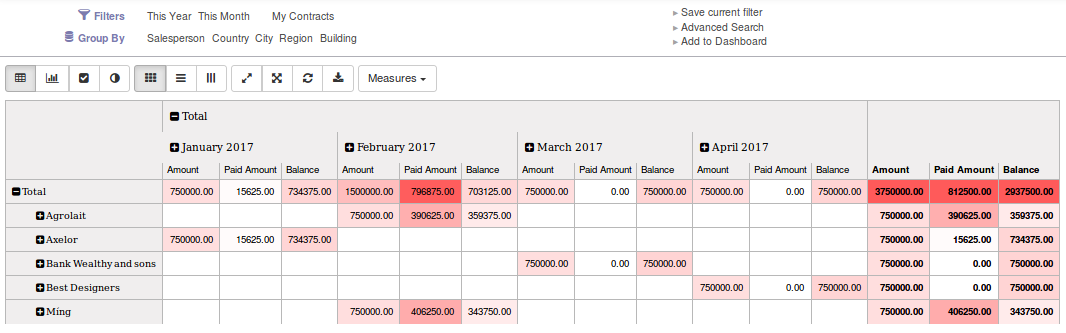 Filters This Year This Month My Contracts
Group By Salesperson Country City Region Building
Save current filter
Advanced Search
Add to Dashboard
Measures
Total
January 2017 February 2017 March 2017 April 2017
Amount Paid Amount Balance Amount Paid Amount Balance Amount Paid Amount Balance Amount Paid Amount Balance Amount Paid Amount Balance
Total 750000.00 15625.00 734375.00 1500000.00 796875.00 703125.00 750000.00 0.00 750000.00 750000.00 0.00 750000.00 3750000.00 812500.00 2937500.00
Agrolait 750000.00 390625.00 359375.00 750000.00 390625.00 359375.00
Axelor 750000.00 15625.00 734375.00 750000.00 15625.00 734375.00
Bank Wealthy and sons 750000.00 0.00 750000.00 750000.00 0.00 750000.00
Best Designers 750000.00 0.00 750000.00 750000.00 0.00 750000.00
Míng 750000.00 406250.00 343750.00 750000.00 406250.00 343750.00